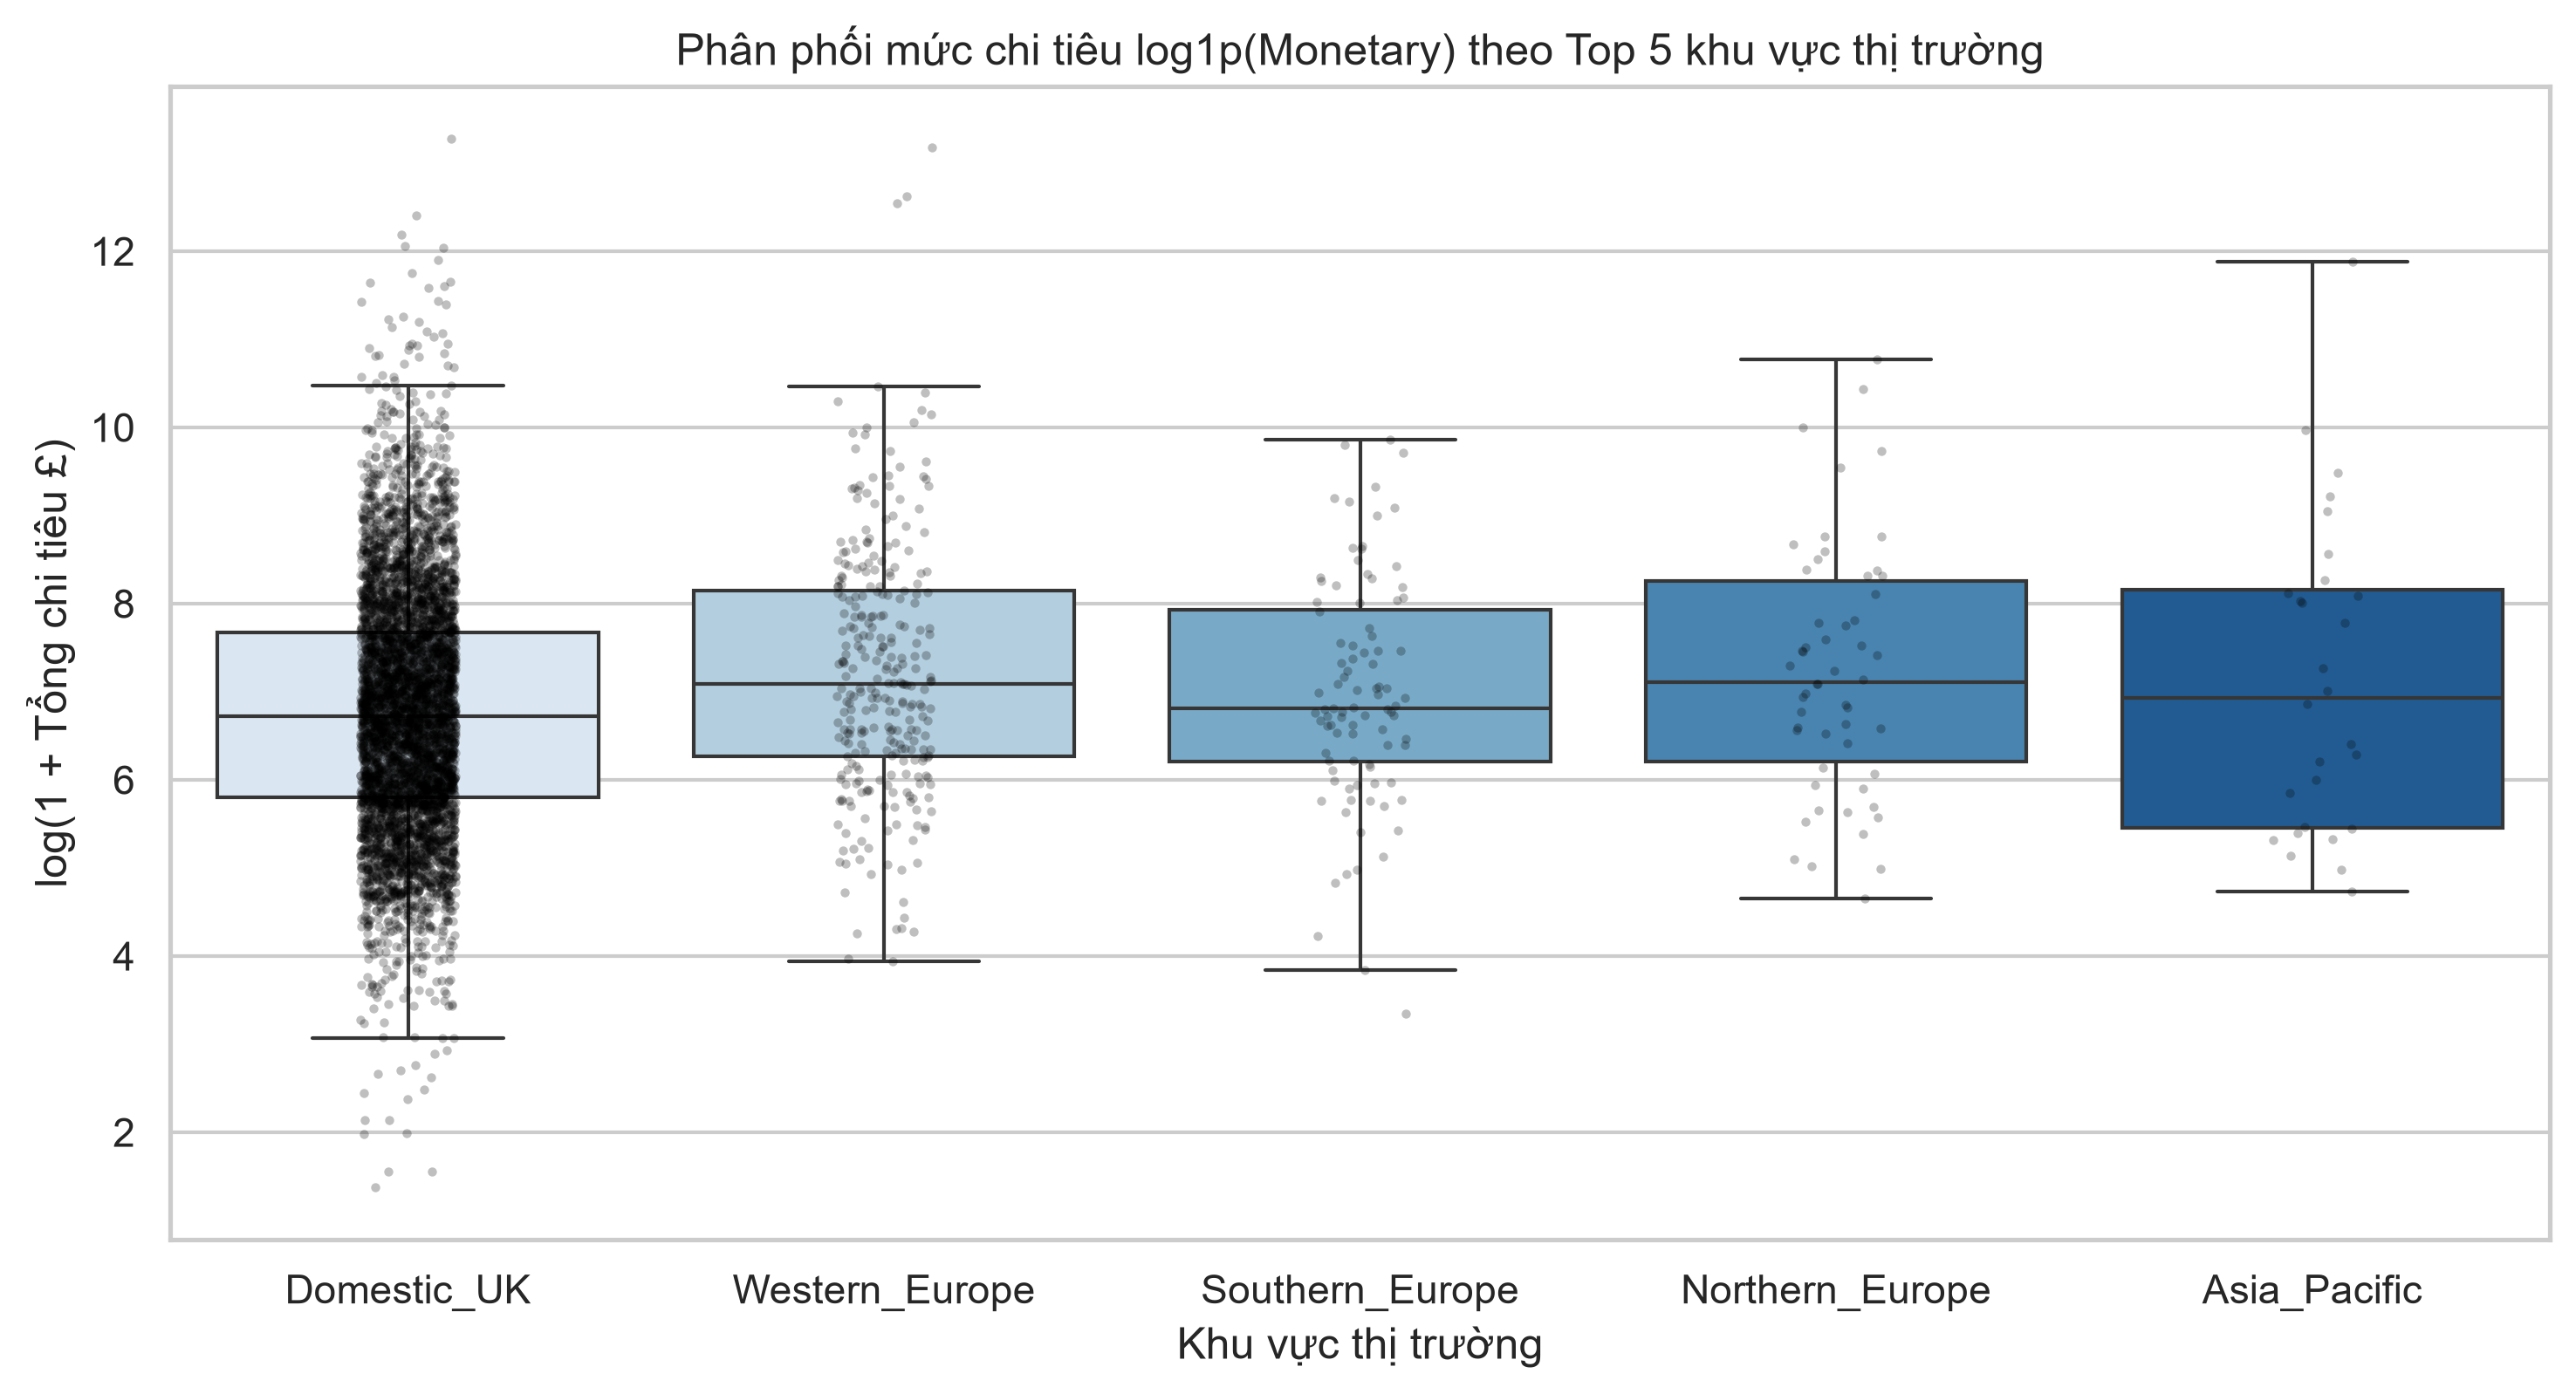 Phân phối mức chi tiêu log1p(Monetary) theo Top 5 khu vực thị trường
log(1 + Tổng chi tiêu £)
12
10
8
6
4
2
Domestic_UK Western_Europe Southern_Europe Northern_Europe Asia_Pacific
Khu vực thị trường